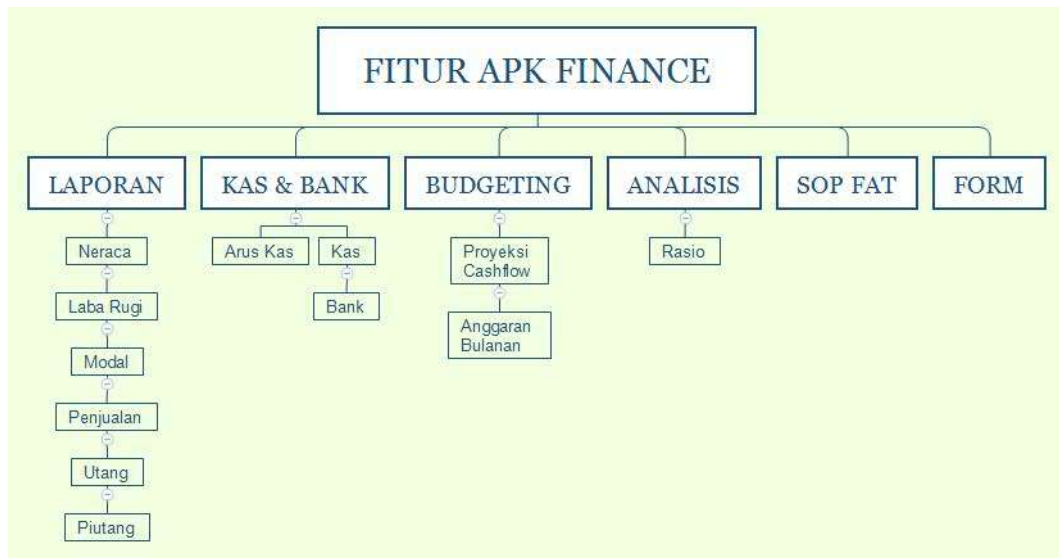 FITUR APK FINANCE
LAPORAN
KAS & BANK
BUDGETING
ANALISIS
SOP FAT
FORM
Neraca
Laba Rugi
Modal
Penjualan
Utang
Piutang
Arus Kas
Kas
Bank
Proyeksi
Cashflow
Anggaran
Bulanan
Rasio